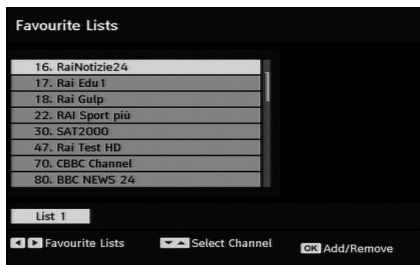 Favourite Lists
16. RaiNotizie24
17. Rai Edu1
18. Rai Gulp
22. RAI Sport più
30. SAT2000
47. Rai Test HD
70. CBBC Channel
80. BBC NEWS 24
List 1
Favourite Lists Select Channel OK Add/Remove